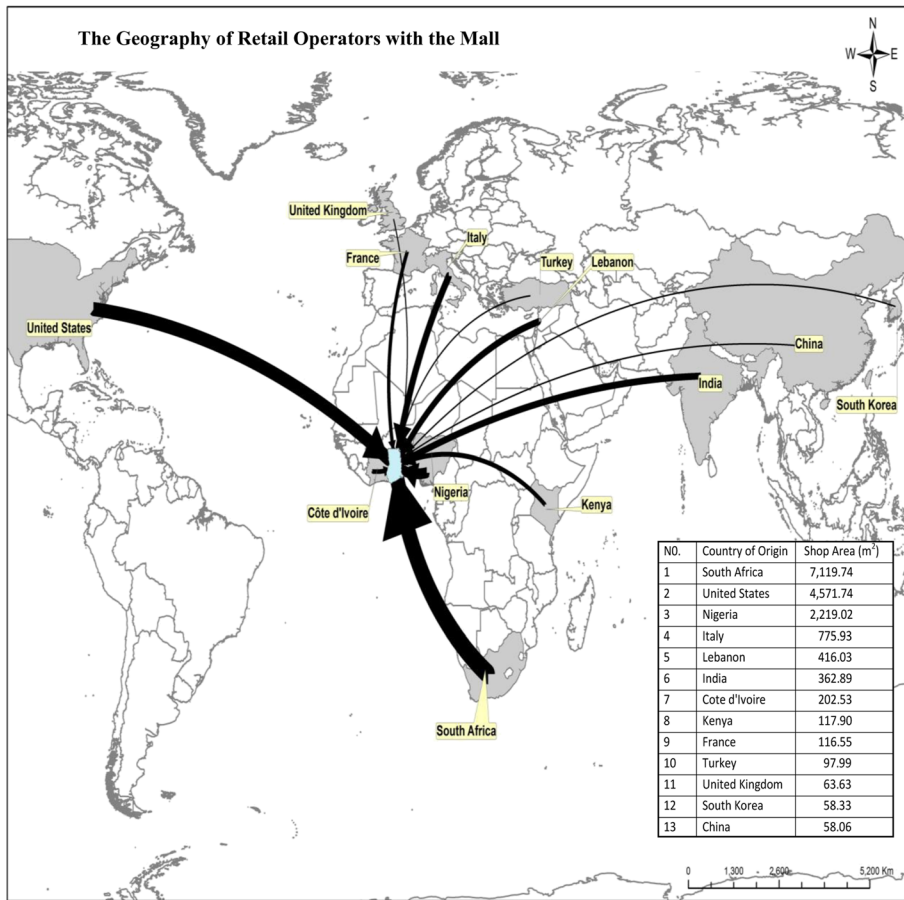 The Geography of Retail Operators with the Mall
N
W E
S
United Kingdom
Italy
France
Turkey
Lebanon
United States
China
India
South Korea
Nigeria
Côte d'Ivoire
Kenya
South Africa
N0. Country of Origin Shop Area (m²)
1 South Africa 7,119.74
2 United States 4,571.74
3 Nigeria 2,219.02
4 Italy 775.93
5 Lebanon 416.03
6 India 362.89
7 Cote d'Ivoire 202.53
8 Kenya 117.90
9 France 116.55
10 Turkey 97.99
11 United Kingdom 63.63
12 South Korea 58.33
13 China 58.06
0 1,300 2,600 5,200 Km